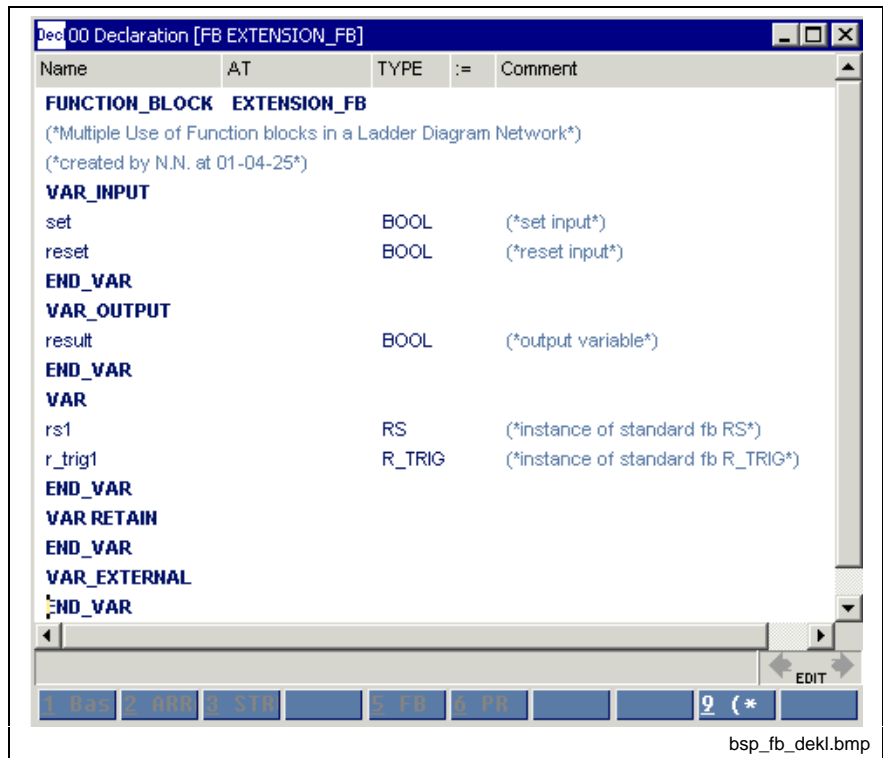 Decl 00 Declaration [FB EXTENSION_FB]
Name AT TYPE := Comment
FUNCTION_BLOCK EXTENSION_FB
(*Multiple Use of Function blocks in a Ladder Diagram Network*)
(*created by N.N. at 01-04-25*)
VAR_INPUT
set BOOL (*set input*)
reset BOOL (*reset input*)
END_VAR
VAR_OUTPUT
result BOOL (*output variable*)
END_VAR
VAR
rs1 RS (*instance of standard fb RS*)
r_trig1 R_TRIG (*instance of standard fb R_TRIG*)
END_VAR
VAR RETAIN
END_VAR
VAR_EXTERNAL
END_VAR
EDIT
1 Bas 2 ARR 3 STR 5 FB 6 PR 9 (*
bsp_fb_dekl.bmp